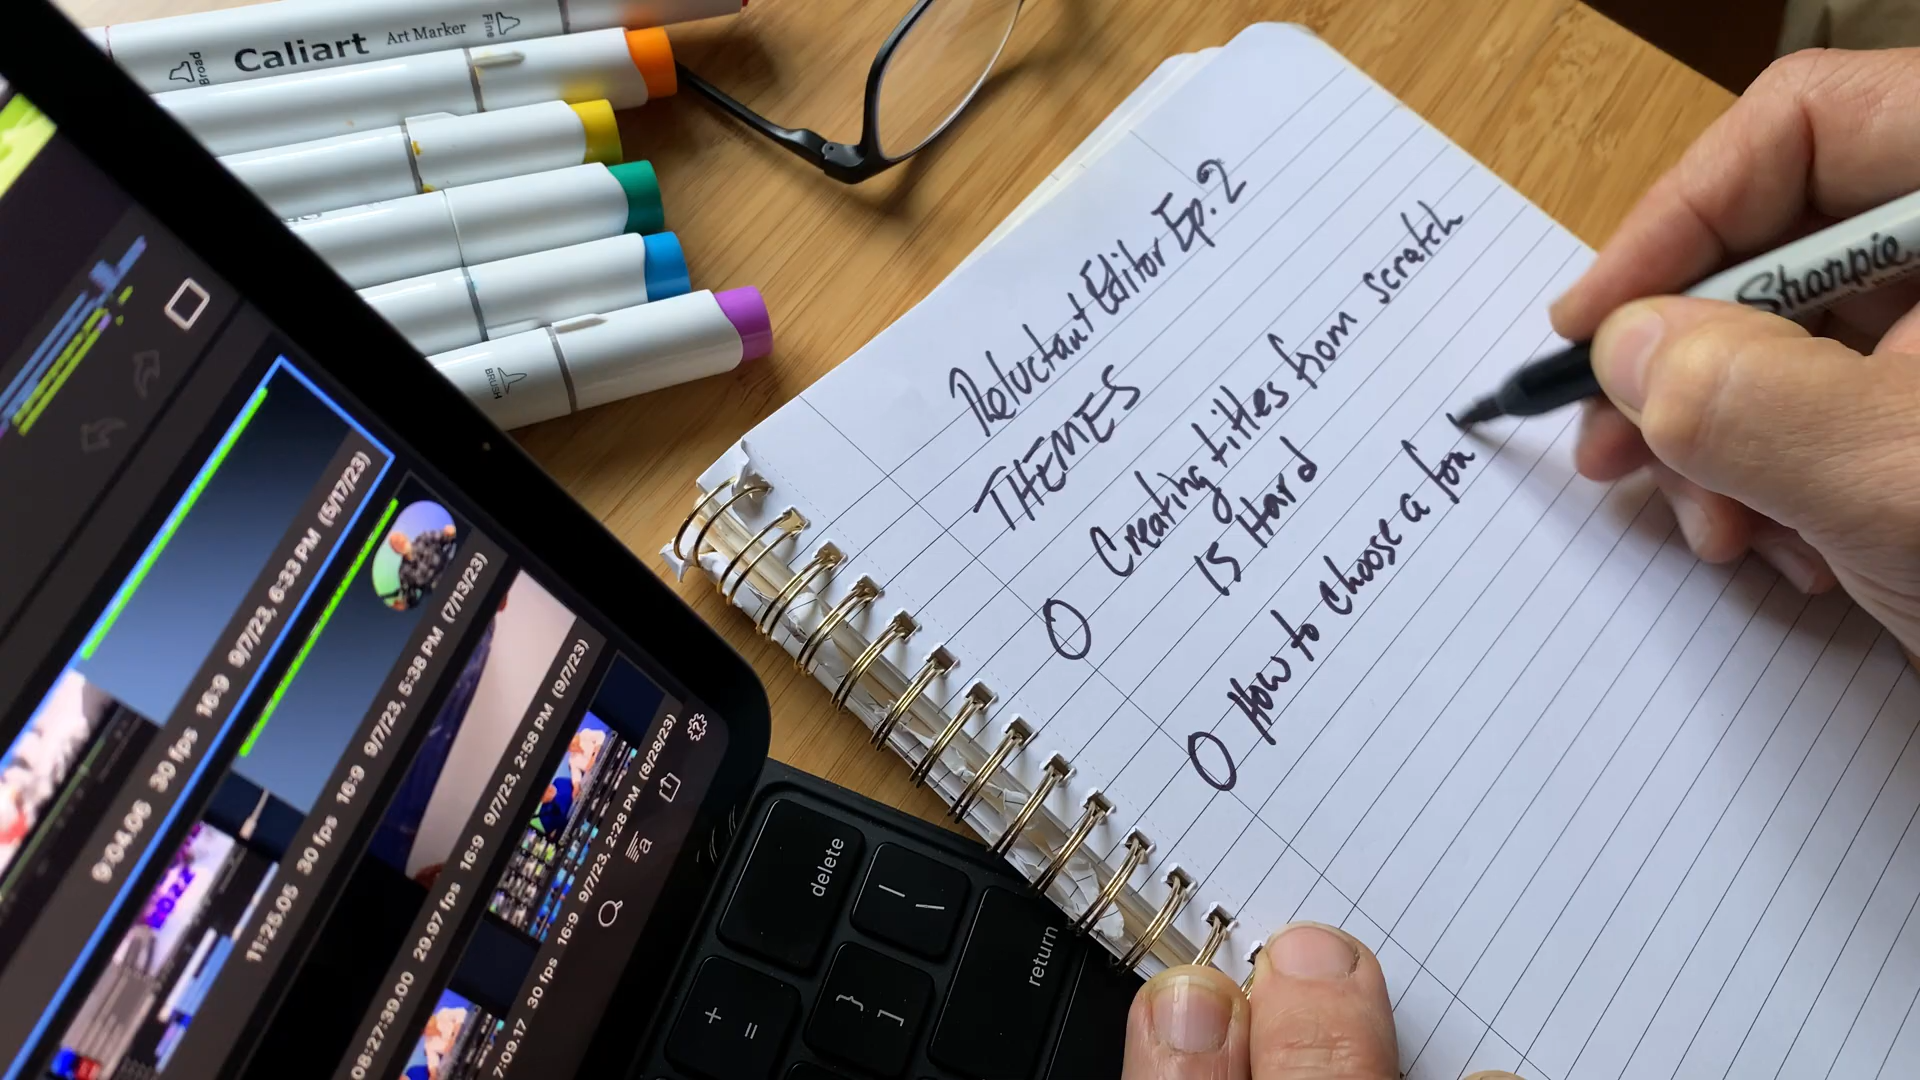 Caliart Art Marker
Broad
Fine
BRUSH
Sharpie
Reluctant Editor Ep. 2
THEMES
O Creating titles from scratch
is Hard
O How to choose a fon
9:04.06 30 fps 16:9 9/7/23, 6:33 PM (5/17/23)
11:25.05 30 fps 16:9 9/7/23, 5:38 PM (7/13/23)
08:27:39.00 29.97 fps 16:9 9/7/23, 2:58 PM (9/7/23)
7:09.17 30 fps 16:9 9/7/23, 2:28 PM (8/28/23)
2022
a
delete
| \
return
+ =
} ]